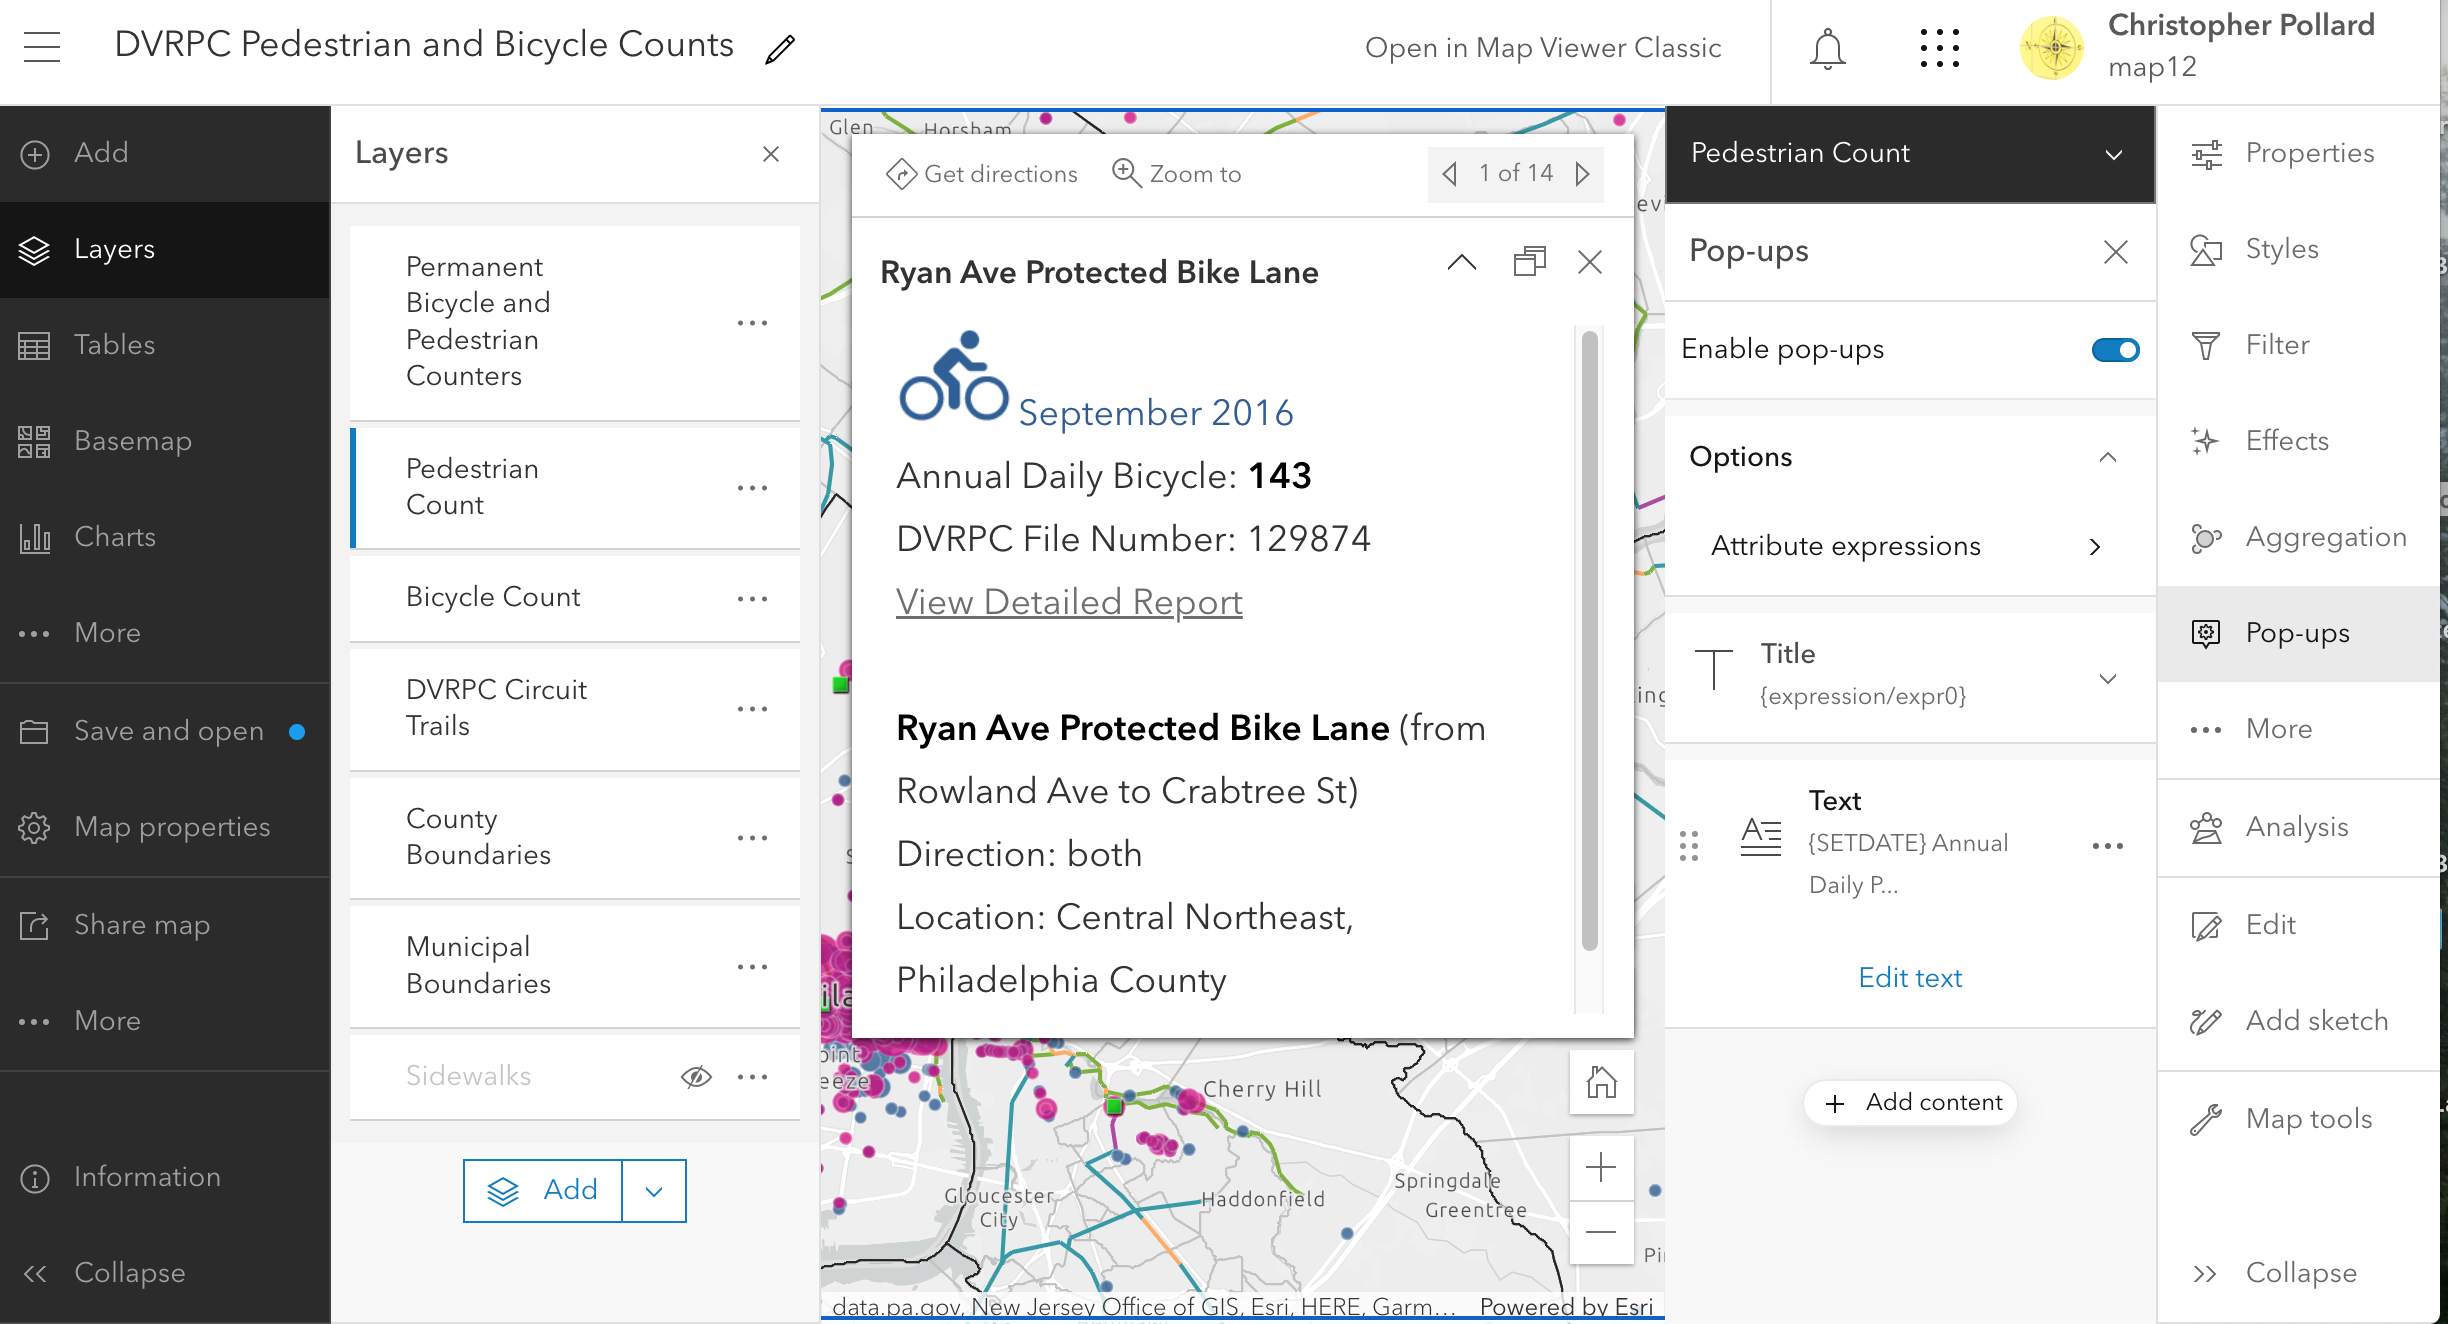 DVRPC Pedestrian and Bicycle Counts
Open in Map Viewer Classic
Christopher Pollard
map12
Add
Layers
Tables
Basemap
Charts
More
Save and open
Map properties
Share map
More
Information
Collapse
Layers
Permanent
Bicycle and
Pedestrian
Counters
Pedestrian
Count
Bicycle Count
DVRPC Circuit
Trails
County
Boundaries
Municipal
Boundaries
Sidewalks
Add
Glen
Horsham
Get directions
Zoom to
1 of 14
Ryan Ave Protected Bike Lane
September 2016
Annual Daily Bicycle: 143
DVRPC File Number: 129874
View Detailed Report
Ryan Ave Protected Bike Lane (from
Rowland Ave to Crabtree St)
Direction: both
Location: Central Northeast,
Philadelphia County
Cherry Hill
Gloucester
City
Haddonfield
Springdale
Greentree
data.pa.gov, New Jersey Office of GIS, Esri, HERE, Garm...
Powered by Esri
Pedestrian Count
Pop-ups
Enable pop-ups
Options
Attribute expressions
Title
{expression/expr0}
Text
{SETDATE} Annual
Daily P...
Edit text
Add content
Properties
Styles
Filter
Effects
Aggregation
Pop-ups
More
Analysis
Edit
Add sketch
Map tools
Collapse